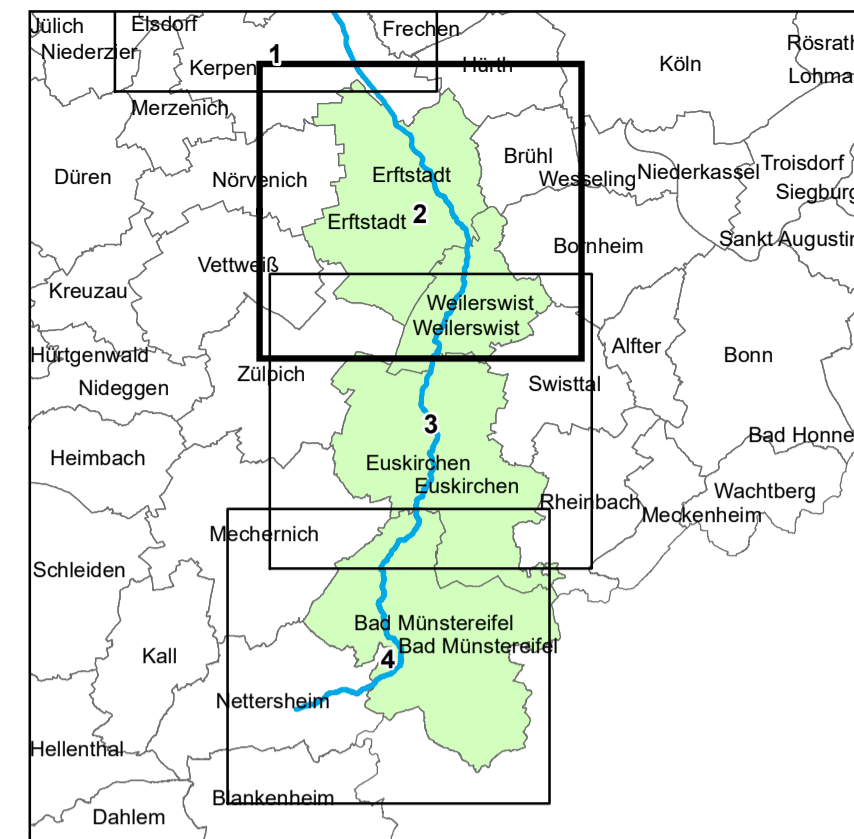 Jülich
Elsdorf
Frechen
Niederzier
1
Kerpen
Hürth
Köln
Rösrath
Lohma
Merzenich
Düren
Nörvenich
Erftstadt
Brühl
Wesseling
Niederkassel
Troisdorf
Siegburg
Erftstadt
2
Bornheim
Sankt Augustin
Vettweiß
Kreuzau
Weilerswist
Weilerswist
Hürtgenwald
Nideggen
Zülpich
Swisttal
Alfter
Bonn
3
Heimbach
Bad Honne
Euskirchen
Euskirchen
Rheinbach
Wachtberg
Meckenheim
Mechernich
Schleiden
Kall
Bad Münstereifel
Bad Münstereifel
4
Nettersheim
Hellenthal
Blankenheim
Dahlem